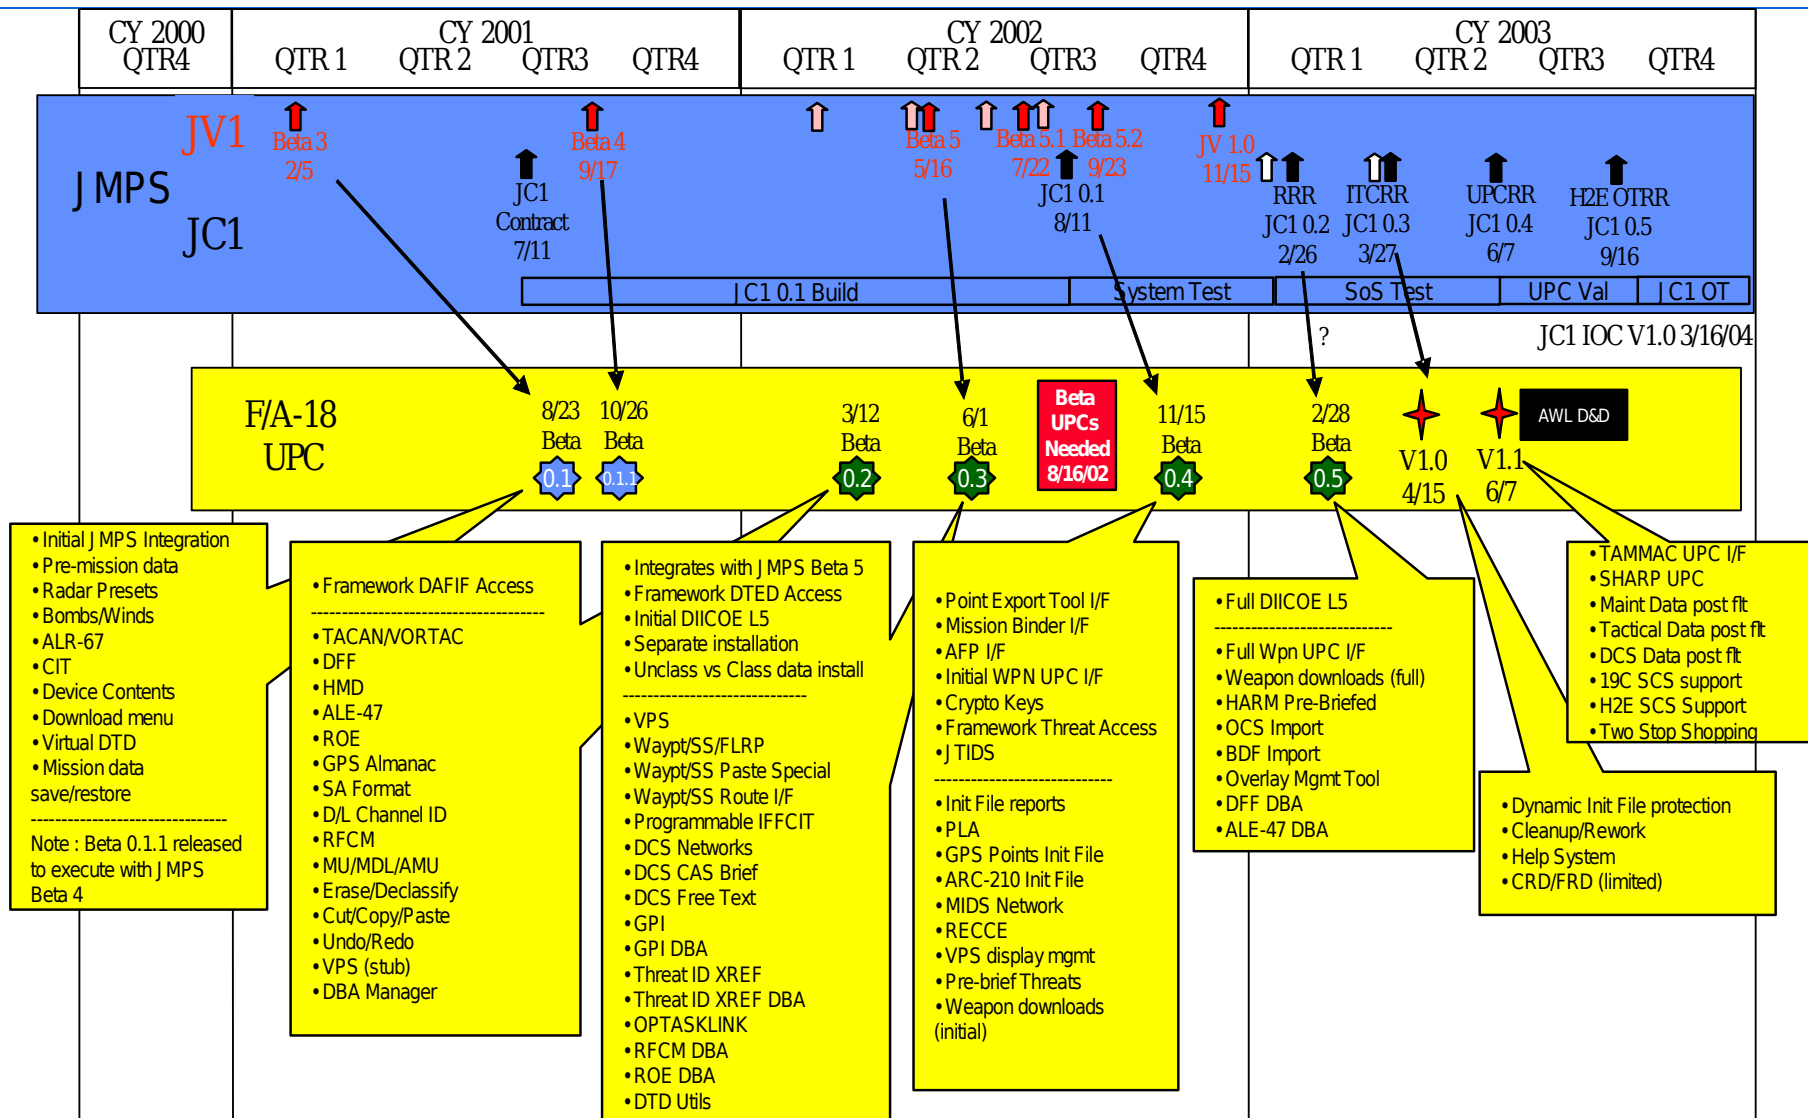 CY 2000
QTR4
CY 2001
QTR 1 QTR 2 QTR3 QTR4
CY 2002
QTR 1 QTR 2 QTR3 QTR4
CY 2003
QTR 1 QTR 2 QTR3 QTR4
JMPS
JV1
JC1
Beta 3
2/5
Beta 4
9/17
Beta 5
5/16
Beta 5.1
7/22
Beta 5.2
9/23
JV 1.0
11/15
JC1
Contract
7/11
JC1 0.1
8/11
RRR
JC1 0.2
2/26
ITCRR
JC1 0.3
3/27
UPCRR
JC1 0.4
6/7
H2E OTRR
JC1 0.5
9/16
JC1 0.1 Build
System Test
SoS Test
UPC Val
JC1 OT
?
JC1 IOC V1.0 3/16/04
F/A-18
UPC
8/23
Beta
0.1
10/26
Beta
0.1.1
3/12
Beta
0.2
6/1
Beta
0.3
Beta
UPCs
Needed
8/16/02
11/15
Beta
0.4
2/28
Beta
0.5
V1.0
4/15
V1.1
6/7
AWL D&D
• Initial JMPS Integration
• Pre-mission data
• Radar Presets
• Bombs/Winds
• ALR-67
• CIT
• Device Contents
• Download menu
• Virtual DTD
• Mission data
save/restore
--------------------------------
Note : Beta 0.1.1 released
to execute with JMPS
Beta 4
• Framework DAFIF Access
--------------------------------------
• TACAN/VORTAC
• DFF
• HMD
• ALE-47
• ROE
• GPS Almanac
• SA Format
• D/L Channel ID
• RFCM
• MU/MDL/AMU
• Erase/Declassify
• Cut/Copy/Paste
• Undo/Redo
• VPS (stub)
• DBA Manager
• Integrates with JMPS Beta 5
• Framework DTED Access
• Initial DIICOE L5
• Separate installation
• Unclass vs Class data install
------------------------------
• VPS
• Waypt/SS/FLRP
• Waypt/SS Paste Special
• Waypt/SS Route I/F
• Programmable IFFCIT
• DCS Networks
• DCS CAS Brief
• DCS Free Text
• GPI
• GPI DBA
• Threat ID XREF
• Threat ID XREF DBA
• OPTASKLINK
• RFCM DBA
• ROE DBA
• DTD Utils
• Point Export Tool I/F
• Mission Binder I/F
• AFP I/F
• Initial WPN UPC I/F
• Crypto Keys
• Framework Threat Access
• JTIDS
-----------------------------
• Init File reports
• PLA
• GPS Points Init File
• ARC-210 Init File
• MIDS Network
• RECCE
• VPS display mgmt
• Pre-brief Threats
• Weapon downloads
(initial)
• Full DIICOE L5
-----------------------------
• Full Wpn UPC I/F
• Weapon downloads (full)
• HARM Pre-Briefed
• OCS Import
• BDF Import
• Overlay Mgmt Tool
• DFF DBA
• ALE-47 DBA
• Dynamic Init File protection
• Cleanup/Rework
• Help System
• CRD/FRD (limited)
• TAMMAC UPC I/F
• SHARP UPC
• Maint Data post flt
• Tactical Data post flt
• DCS Data post flt
• 19C SCS support
• H2E SCS Support
• Two Stop Shopping